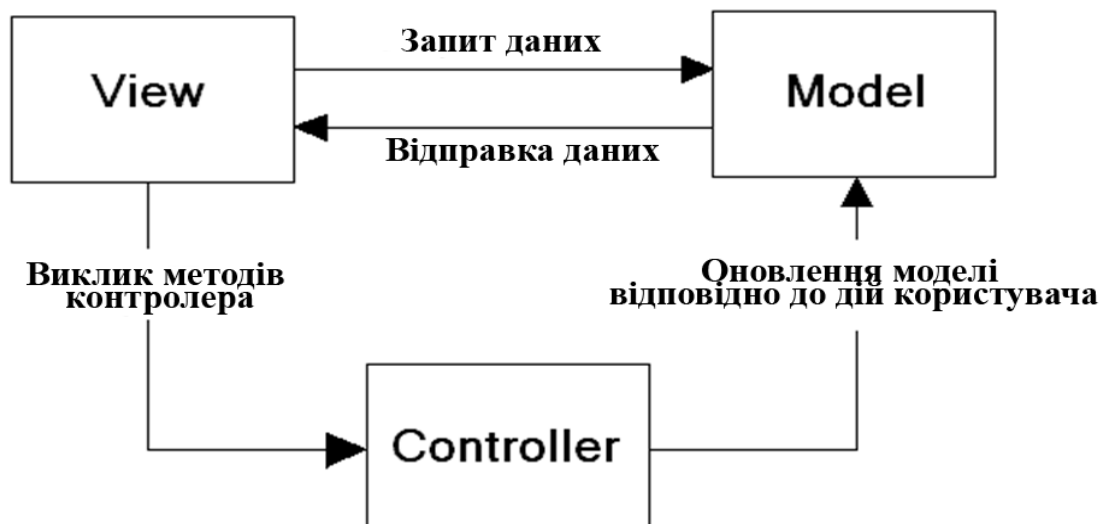 Запит даних
View
Model
Відправка даних
Виклик методів
контролера
Оновлення моделі
відповідно до дій користувача
Controller